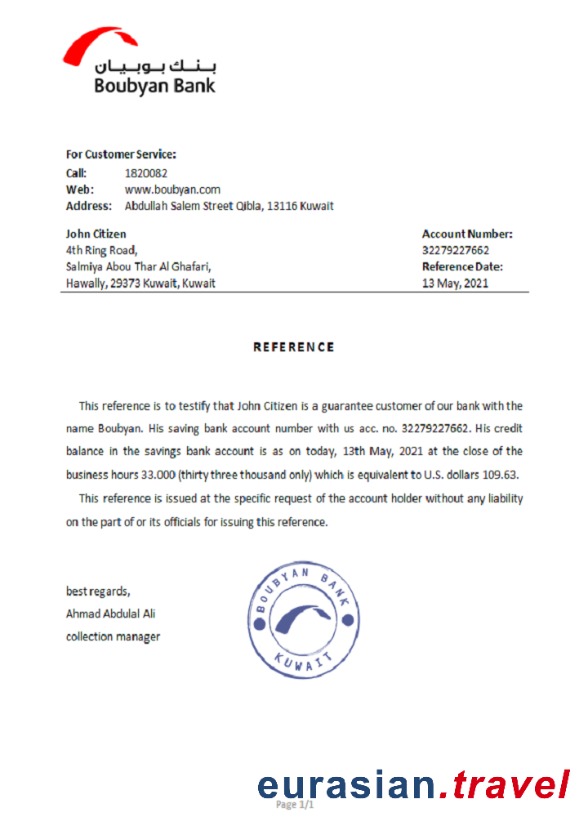 بنك بوبيان
Boubyan Bank
For Customer Service:
Call: 1820082
Web: www.boubyan.com
Address: Abdullah Salem Street Qibla, 13116 Kuwait
John Citizen Account Number:
4th Ring Road, 32279227662
Salmiya Abou Thar Al Ghafari, Reference Date:
Hawally, 29373 Kuwait, Kuwait 13 May, 2021
REFERENCE
This reference is to testify that John Citizen is a guarantee customer of our bank with the
name Boubyan. His saving bank account number with us acc. no. 32279227662. His credit
balance in the savings bank account is as on today, 13th May, 2021 at the close of the
business hours 33.000 (thirty three thousand only) which is equivalent to U.S. dollars 109.63.
This reference is issued at the specific request of the account holder without any liability
on the part of or its officials for issuing this reference.
best regards,
Ahmad Abdulal Ali
collection manager
BOUBYAN BANK
KUWAIT
eurasian.travel
Page 1/1